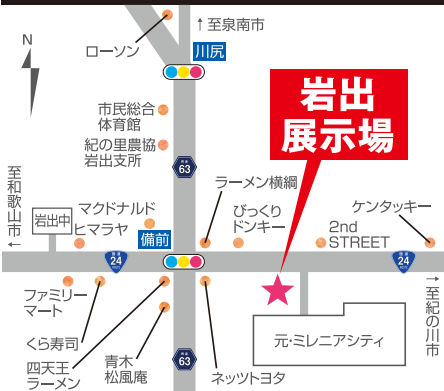 ↑至泉南市
N
ローソン
川尻
岩出
展示場
市民総合
体育館
紀の里農協
岩出支所
63
至和歌山市
←
岩出中
マクドナルド
ヒマラヤ
備前
ラーメン横綱
びっくり
ドンキー
2nd
STREET
ケンタッキー
国道
24
国道
24
→
至紀の川市
ファミリー
マート
くら寿司
四天王
ラーメン
青木
松風庵
63
ネッツトヨタ
元・ミレニアシティ